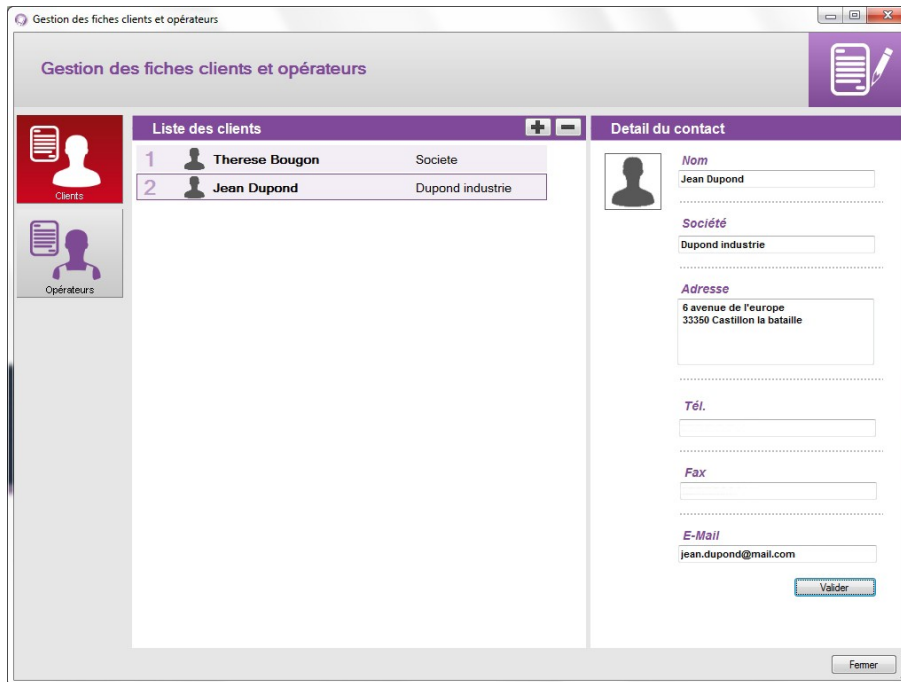 Gestion des fiches clients et opérateurs
Gestion des fiches clients et opérateurs
Clients
Opérateurs
Liste des clients
1 Therese Bougon Societe
2 Jean Dupond Dupond industrie
Detail du contact
Nom
Jean Dupond
Société
Dupond industrie
Adresse
6 avenue de l'europe
33350 Castillon la bataille
Tél.
Fax
E-Mail
jean.dupond@mail.com
Valider
Fermer